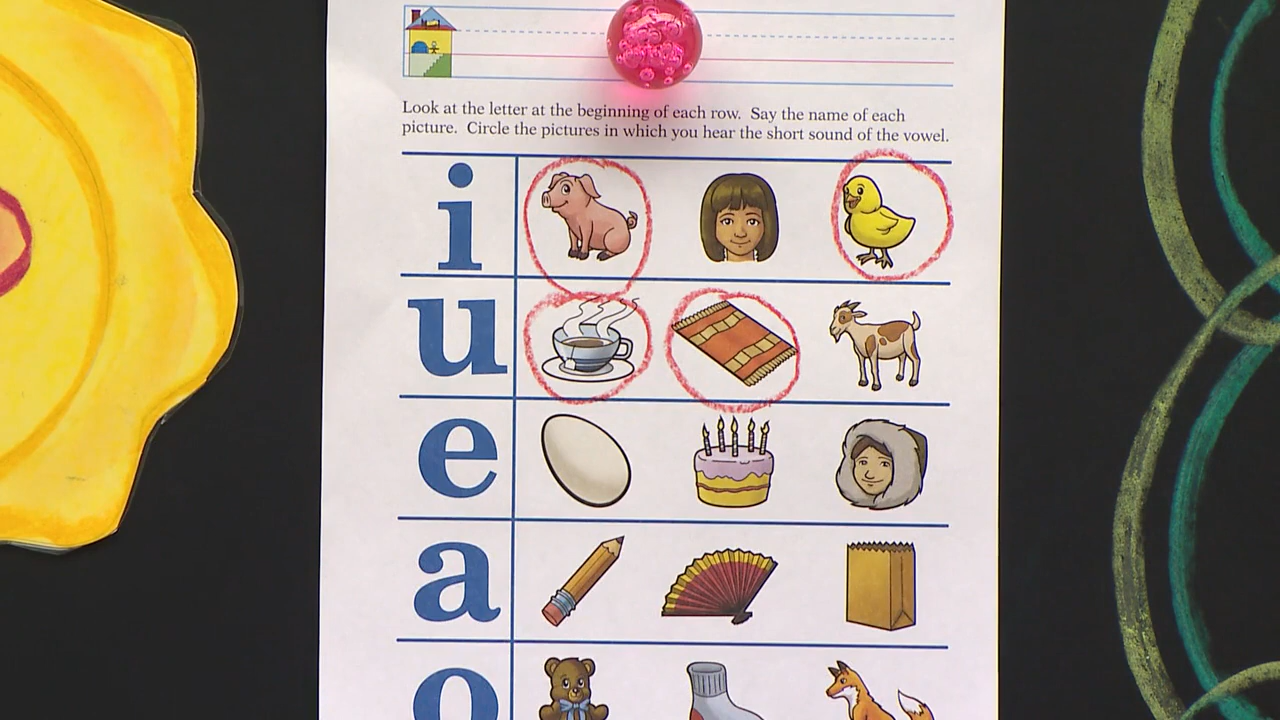 Look at the letter at the beginning of each row. Say the name of each
picture. Circle the pictures in which you hear the short sound of the vowel.
i
u
e
a
o